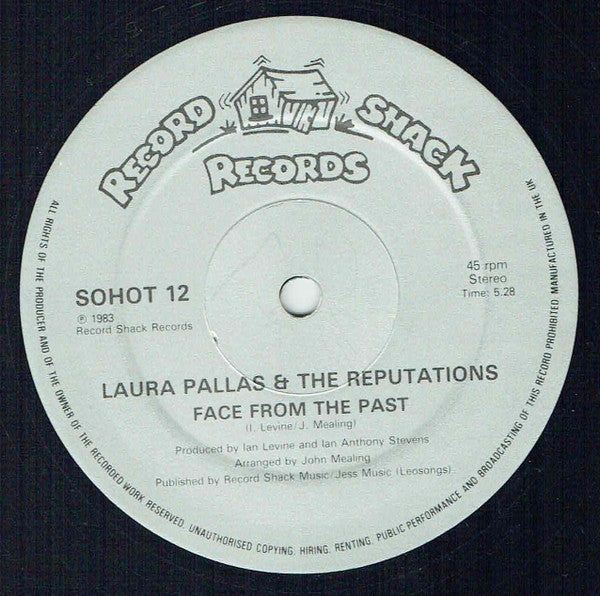 RECORD SHACK
RECORDS
SOHOT 12
℗ 1983
Record Shack Records
45 rpm
Stereo
Time: 5.28
LAURA PALLAS & THE REPUTATIONS
FACE FROM THE PAST
(I. Levine/J. Mealing)
Produced by Ian Levine and Ian Anthony Stevens
Arranged by John Mealing
Published by Record Shack Music/Jess Music (Leosongs).
ALL RIGHTS OF THE PRODUCER AND OF THE OWNER OF THE RECORDED WORK RESERVED. UNAUTHORISED COPYING, HIRING, RENTING, PUBLIC PERFORMANCE AND BROADCASTING OF THIS RECORD PROHIBITED MANUFACTURED IN THE UK